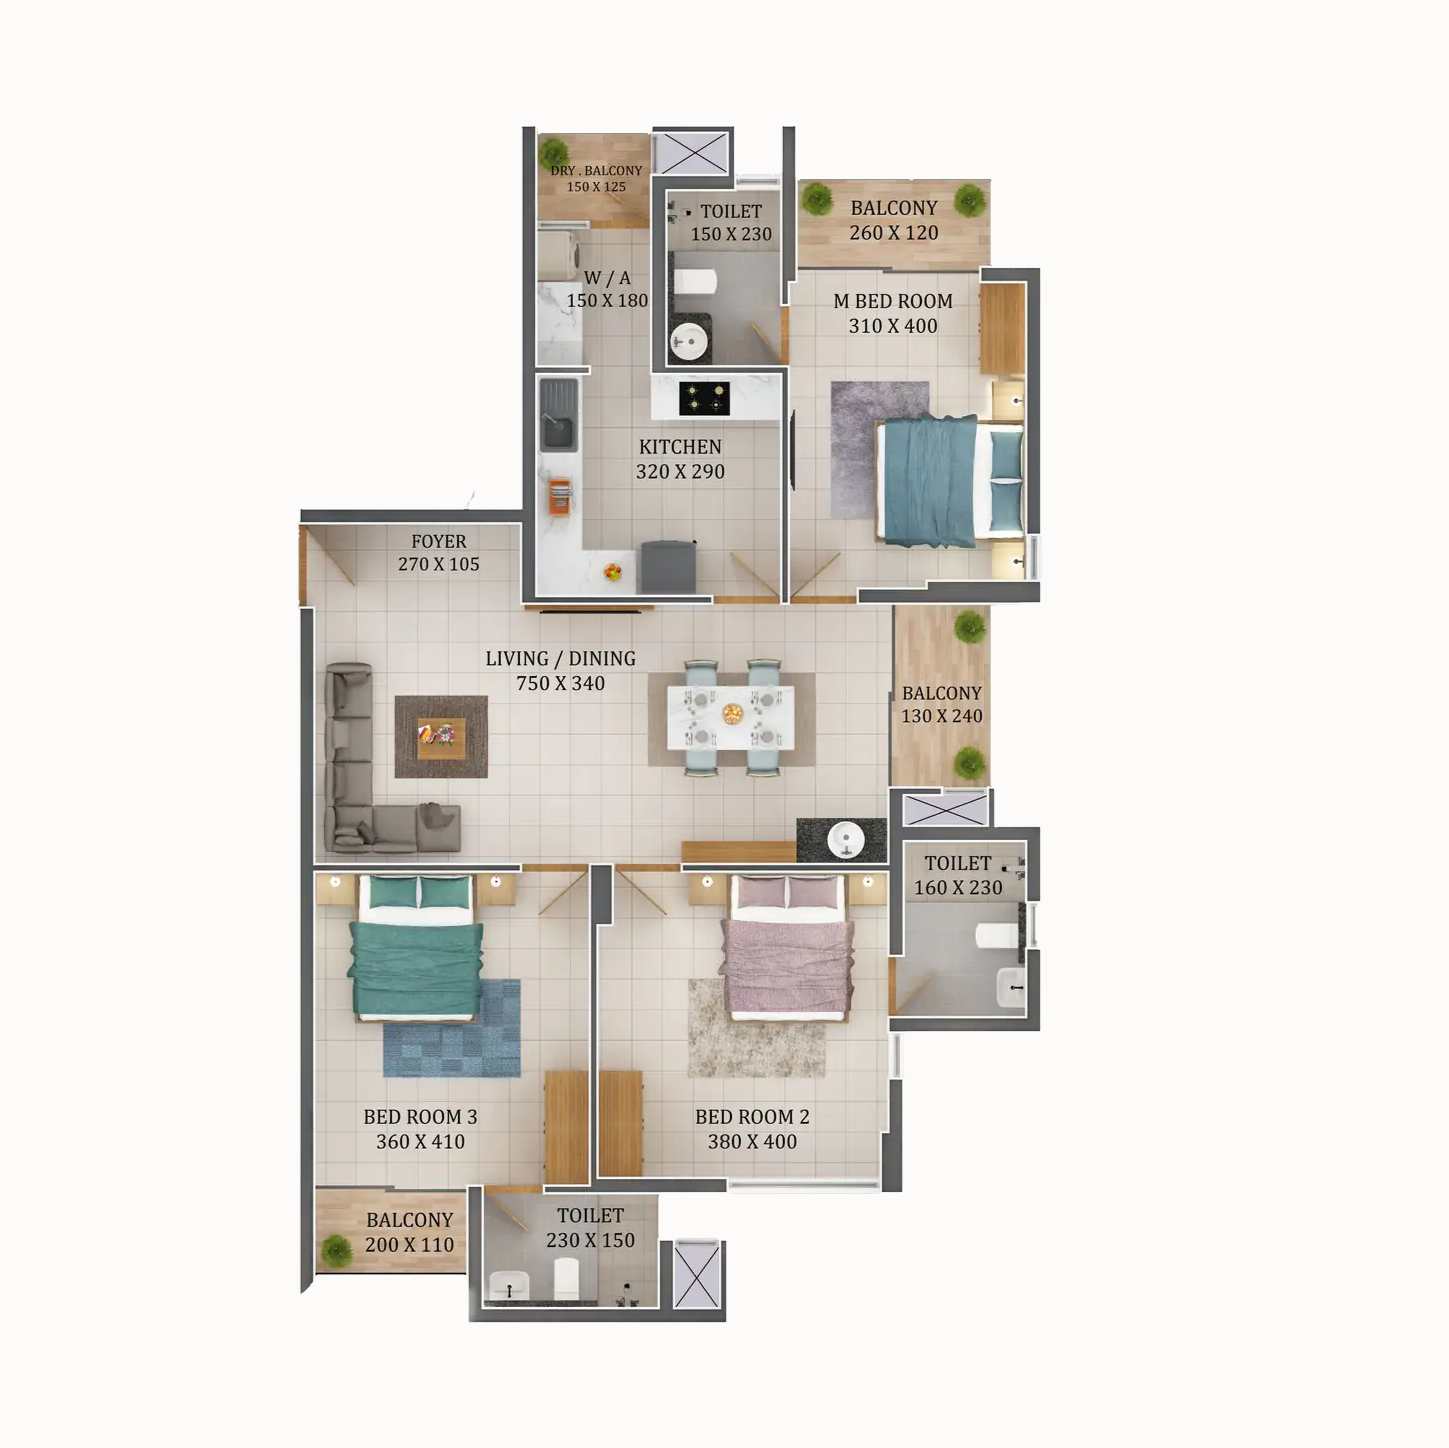 DRY . BALCONY
150 X 125
TOILET
150 X 230
BALCONY
260 X 120
W / A
150 X 180
M BED ROOM
310 X 400
KITCHEN
320 X 290
FOYER
270 X 105
LIVING / DINING
750 X 340
BALCONY
130 X 240
TOILET
160 X 230
BED ROOM 3
360 X 410
BED ROOM 2
380 X 400
BALCONY
200 X 110
TOILET
230 X 150